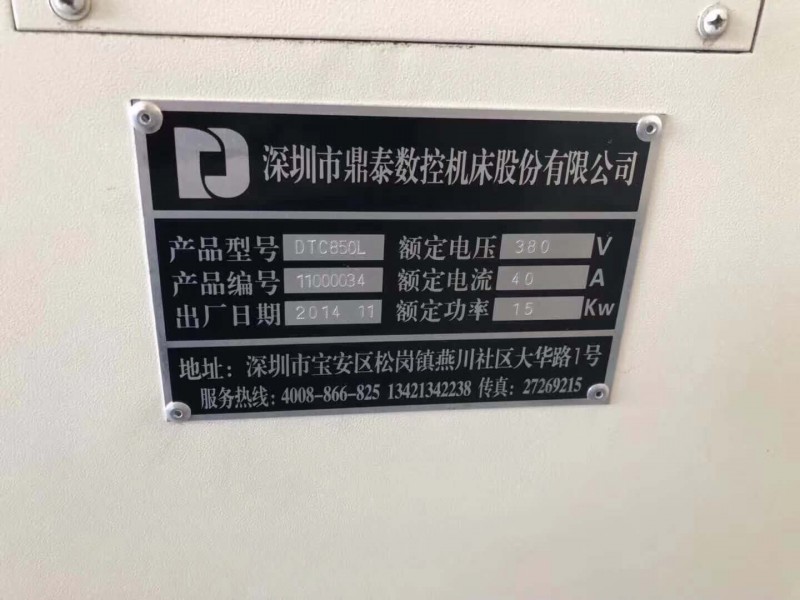 深圳市鼎泰数控机床股份有限公司
产品型号 DTC850L 额定电压 380 V
产品编号 11000034 额定电流 40 A
出厂日期 2014 11 额定功率 15 Kw
地址: 深圳市宝安区松岗镇燕川社区大华路1号
服务热线: 4008-866-825 13421342238 传真: 27269215